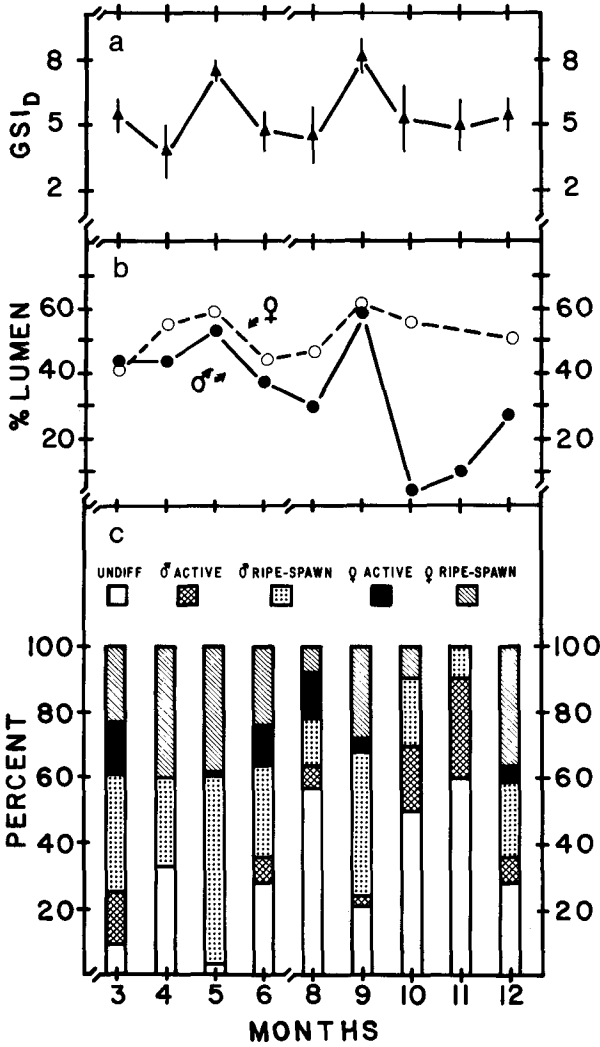 a
8 8
5 5
2 2
GSID
b
♀
60 60
40 40
20 20
♂
% LUMEN
c
UNDIFF ♂ ACTIVE ♂ RIPE-SPAWN ♀ ACTIVE ♀ RIPE-SPAWN
100 100
80 80
60 60
40 40
20 20
PERCENT
3 4 5 6 8 9 10 11 12
MONTHS